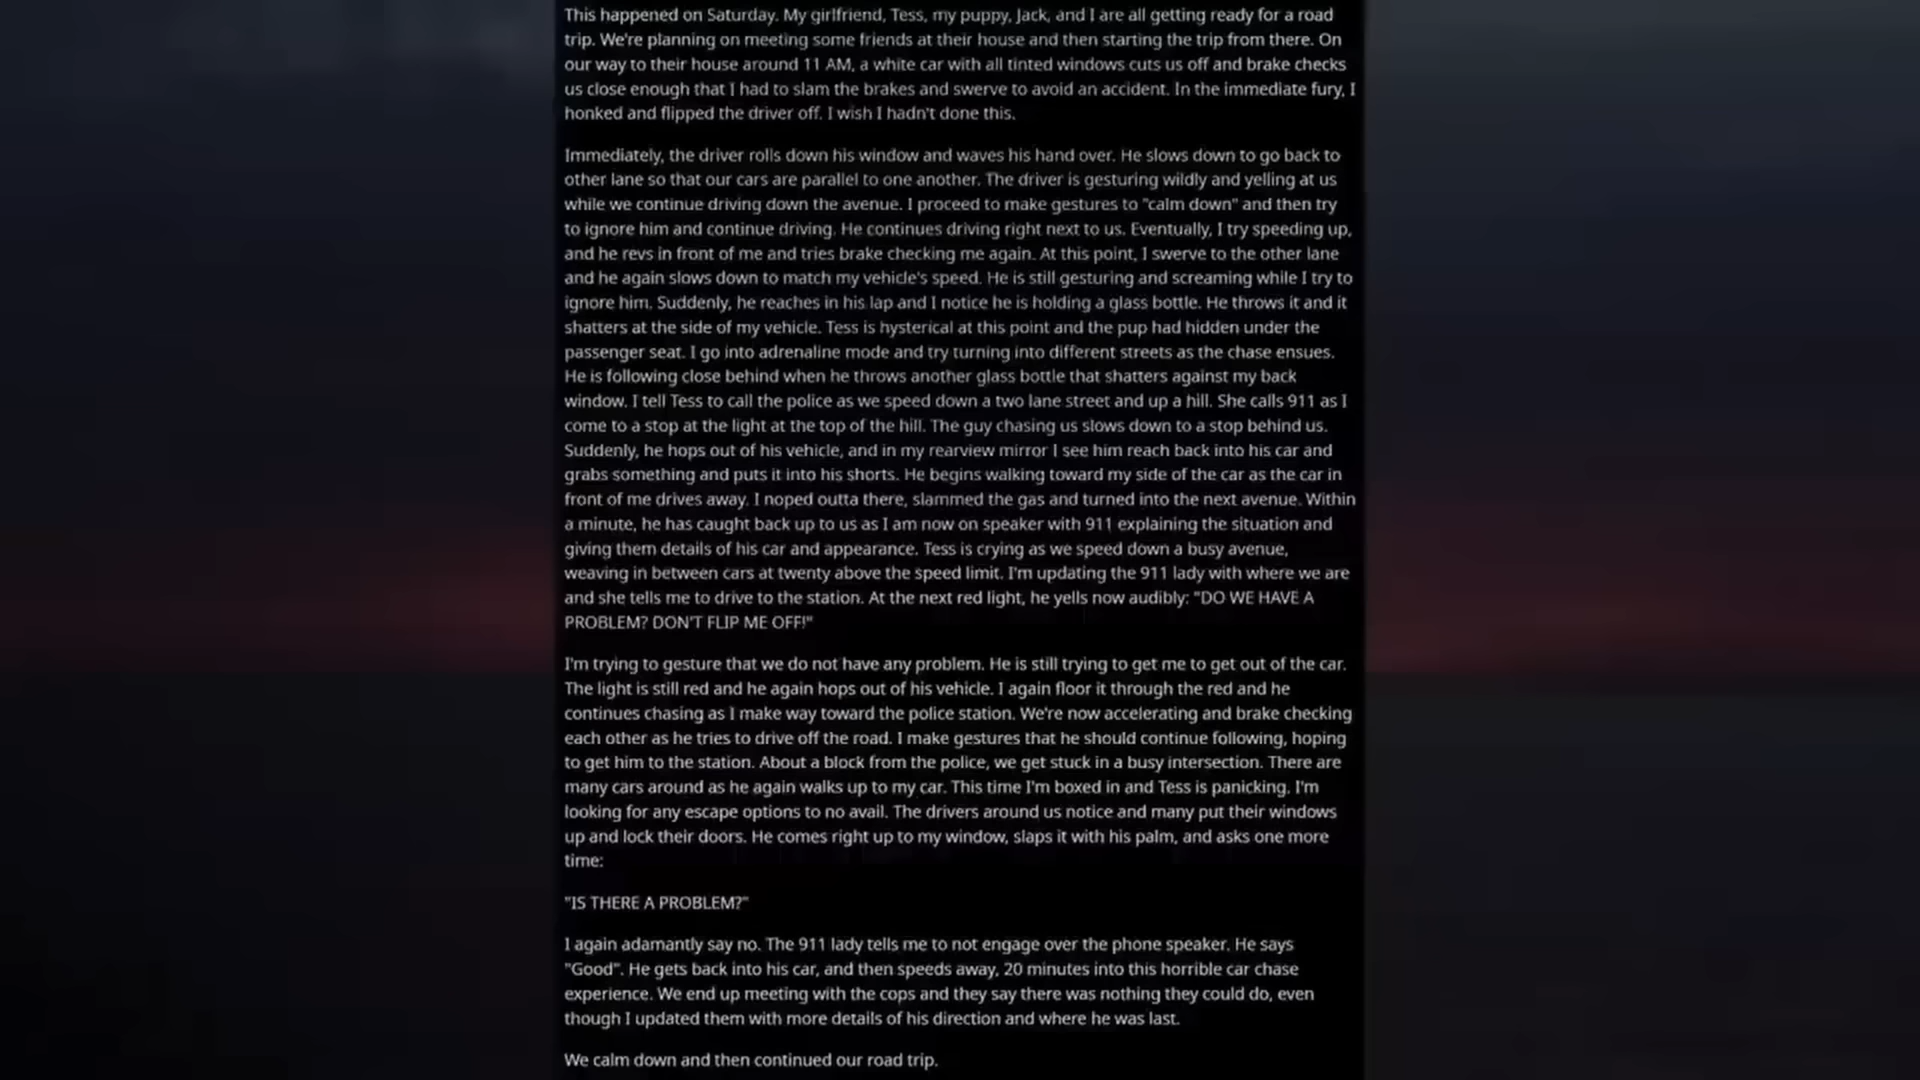 This happened on Saturday. My girlfriend, Tess, my puppy, Jack, and I are all getting ready for a road
trip. We're planning on meeting some friends at their house and then starting the trip from there. On
our way to their house around 11 AM, a white car with all tinted windows cuts us off and brake checks
us close enough that I had to slam the brakes and swerve to avoid an accident. In the immediate fury, I
honked and flipped the driver off. I wish I hadn't done this.
Immediately, the driver rolls down his window and waves his hand over. He slows down to go back to
other lane so that our cars are parallel to one another. The driver is gesturing wildly and yelling at us
while we continue driving down the avenue. I proceed to make gestures to "calm down" and then try
to ignore him and continue driving. He continues driving right next to us. Eventually, I try speeding up,
and he revs in front of me and tries brake checking me again. At this point, I swerve to the other lane
and he again slows down to match my vehicle's speed. He is still gesturing and screaming while I try to
ignore him. Suddenly, he reaches in his lap and I notice he is holding a glass bottle. He throws it and it
shatters at the side of my vehicle. Tess is hysterical at this point and the pup had hidden under the
passenger seat. I go into adrenaline mode and try turning into different streets as the chase ensues.
He is following close behind when he throws another glass bottle that shatters against my back
window. I tell Tess to call the police as we speed down a two lane street and up a hill. She calls 911 as I
come to a stop at the light at the top of the hill. The guy chasing us slows down to a stop behind us.
Suddenly, he hops out of his vehicle, and in my rearview mirror I see him reach back into his car and
grabs something and puts it into his shorts. He begins walking toward my side of the car as the car in
front of me drives away. I noped outta there, slammed the gas and turned into the next avenue. Within
a minute, he has caught back up to us as I am now on speaker with 911 explaining the situation and
giving them details of his car and appearance. Tess is crying as we speed down a busy avenue,
weaving in between cars at twenty above the speed limit. I'm updating the 911 lady with where we are
and she tells me to drive to the station. At the next red light, he yells now audibly: "DO WE HAVE A
PROBLEM? DON'T FLIP ME OFF!"
I'm trying to gesture that we do not have any problem. He is still trying to get me to get out of the car.
The light is still red and he again hops out of his vehicle. I again floor it through the red and he
continues chasing as I make way toward the police station. We're now accelerating and brake checking
each other as he tries to drive off the road. I make gestures that he should continue following, hoping
to get him to the station. About a block from the police, we get stuck in a busy intersection. There are
many cars around as he again walks up to my car. This time I'm boxed in and Tess is panicking. I'm
looking for any escape options to no avail. The drivers around us notice and many put their windows
up and lock their doors. He comes right up to my window, slaps it with his palm, and asks one more
time:
"IS THERE A PROBLEM?"
I again adamantly say no. The 911 lady tells me to not engage over the phone speaker. He says
"Good". He gets back into his car, and then speeds away, 20 minutes into this horrible car chase
experience. We end up meeting with the cops and they say there was nothing they could do, even
though I updated them with more details of his direction and where he was last.
We calm down and then continued our road trip.